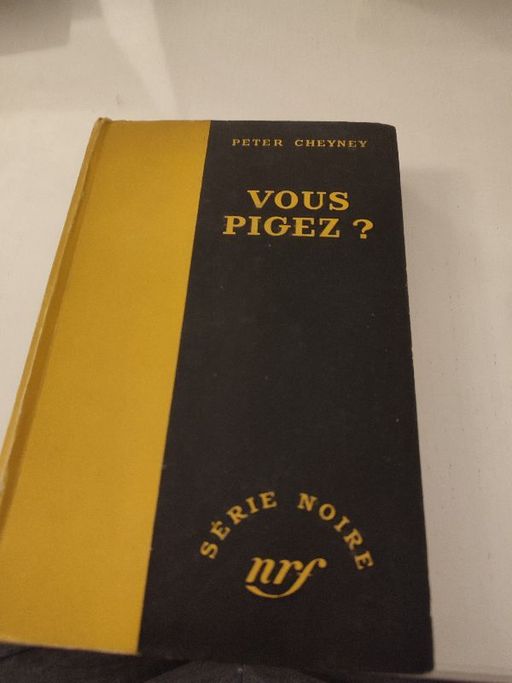 PETER CHEYNEY
VOUS
PIGEZ ?
SÉRIE NOIRE
nrf